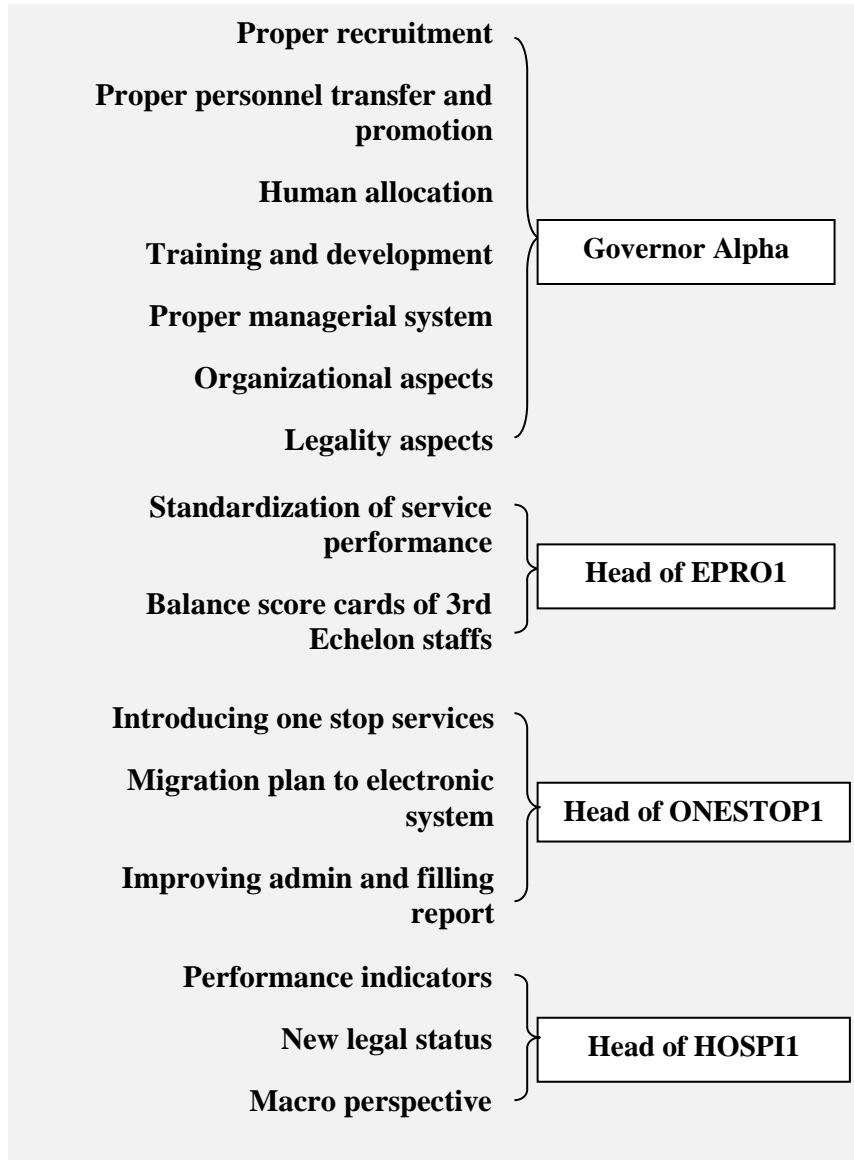 Proper recruitment
Proper personnel transfer and
promotion
Human allocation
Training and development
Proper managerial system
Organizational aspects
Legality aspects
Governor Alpha
Standardization of service
performance
Balance score cards of 3rd
Echelon staffs
Head of EPRO1
Introducing one stop services
Migration plan to electronic
system
Improving admin and filling
report
Head of ONESTOP1
Performance indicators
New legal status
Macro perspective
Head of HOSPI1